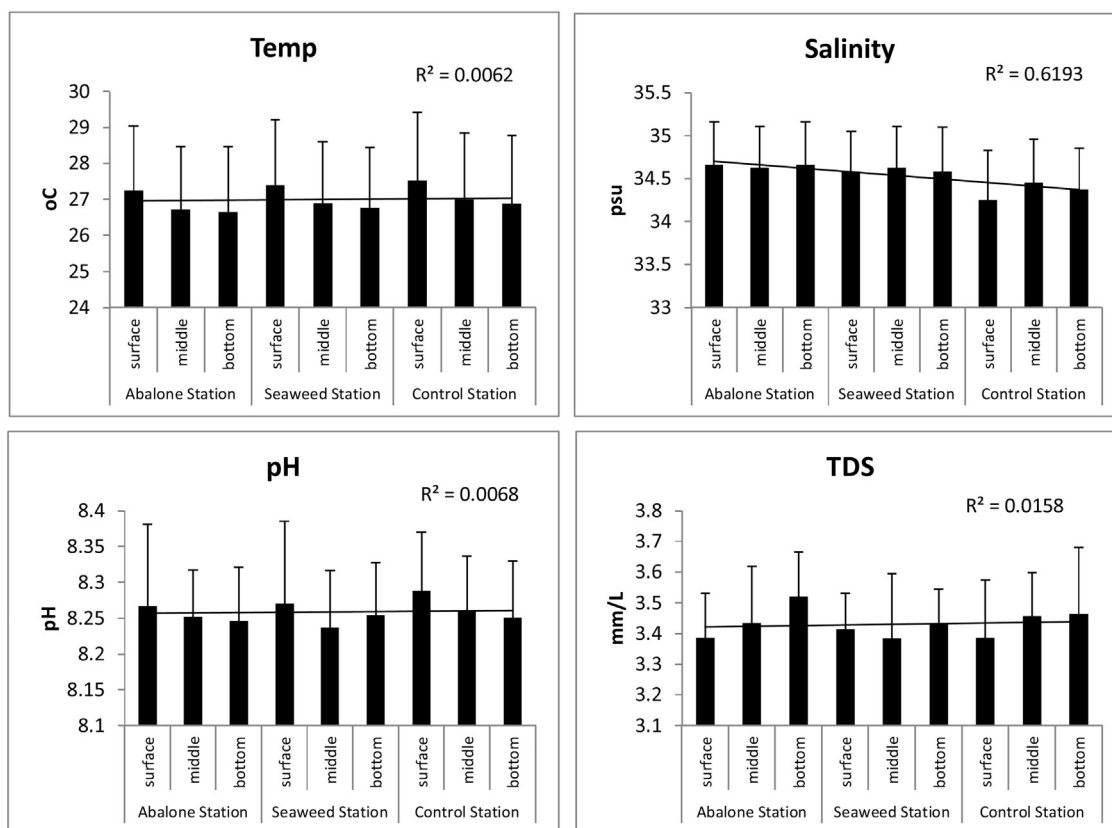 Temp
R² = 0.0062
30
29
28
27
26
25
24
oC
surface
middle
bottom
surface
middle
bottom
surface
middle
bottom
Abalone Station Seaweed Station Control Station
Salinity
R² = 0.6193
35.5
35
34.5
34
33.5
33
psu
surface
middle
bottom
surface
middle
bottom
surface
middle
bottom
Abalone Station Seaweed Station Control Station
pH
R² = 0.0068
8.4
8.35
8.3
8.25
8.2
8.15
8.1
pH
surface
middle
bottom
surface
middle
bottom
surface
middle
bottom
Abalone Station Seaweed Station Control Station
TDS
R² = 0.0158
3.8
3.7
3.6
3.5
3.4
3.3
3.2
3.1
mm/L
surface
middle
bottom
surface
middle
bottom
surface
middle
bottom
Abalone Station Seaweed Station Control Station